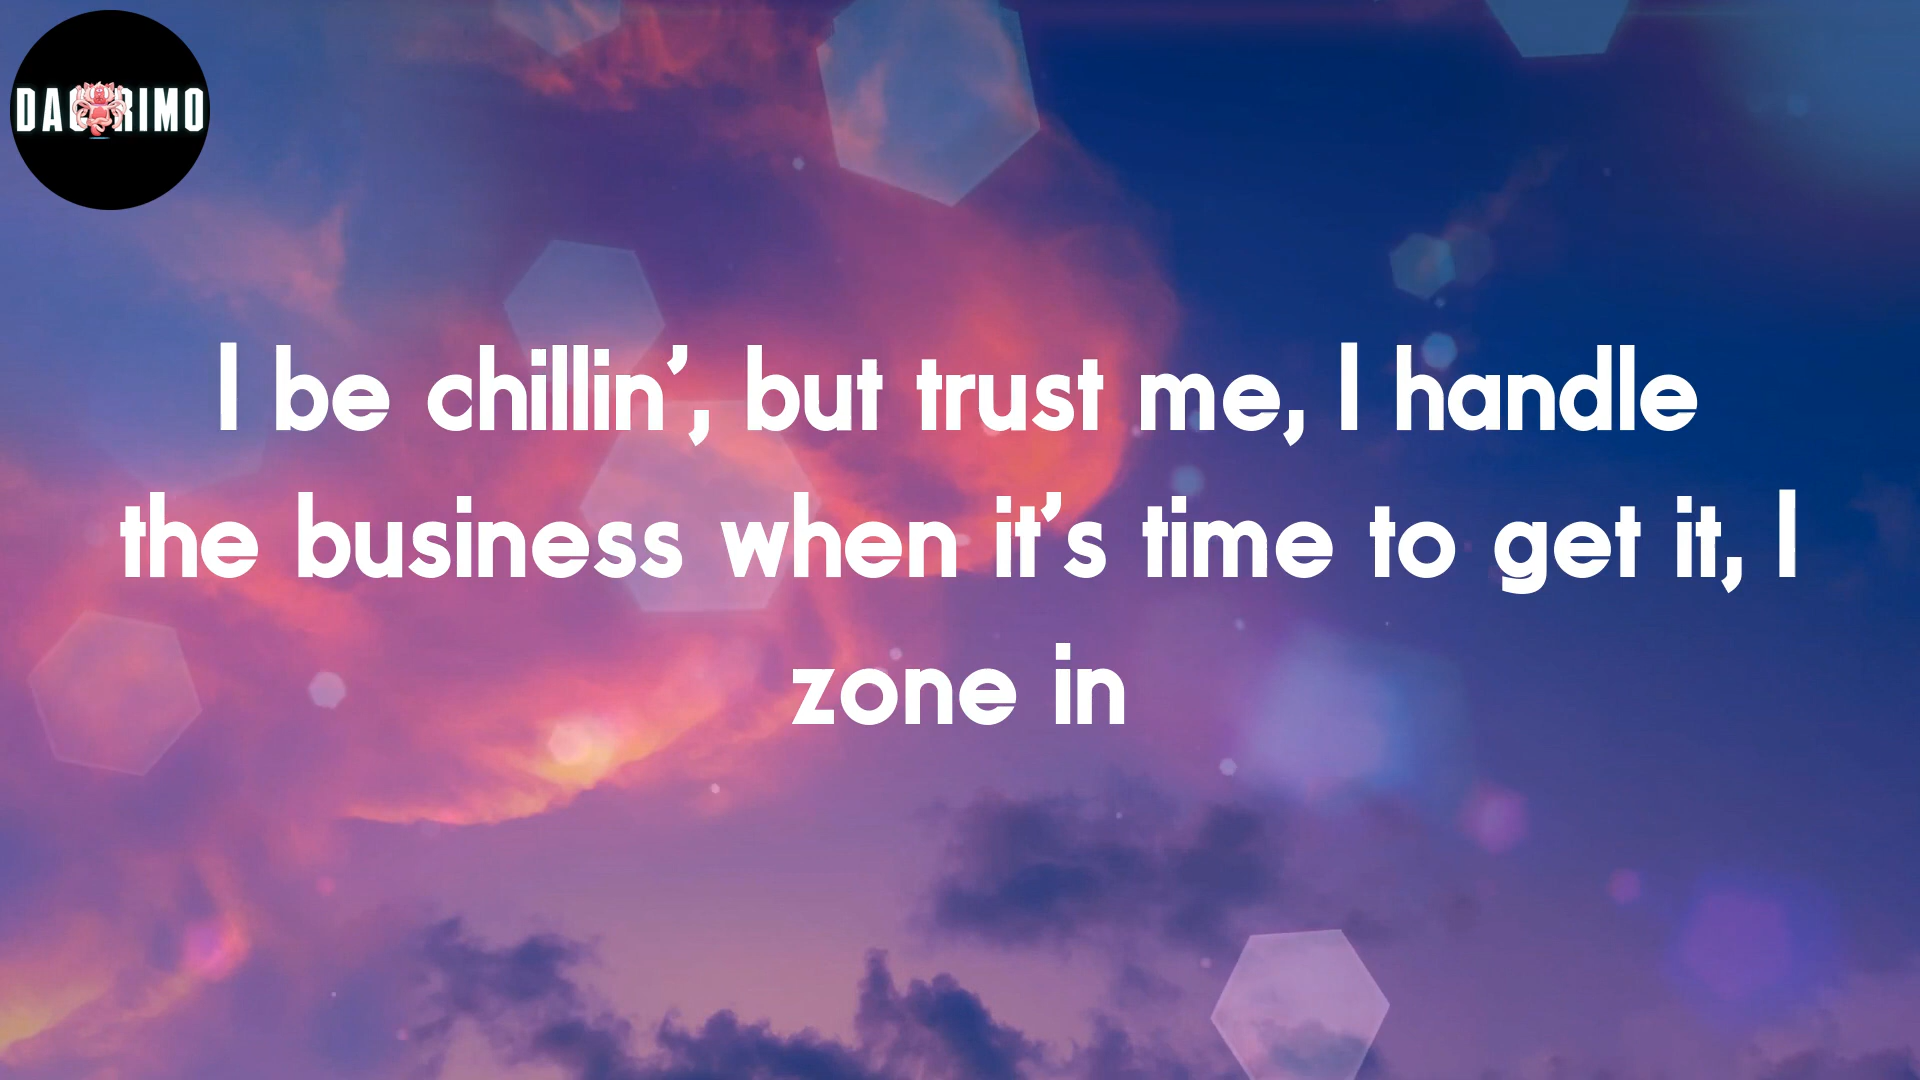 DACRIMO
I be chillin’, but trust me, I handle
the business when it’s time to get it, I
zone in